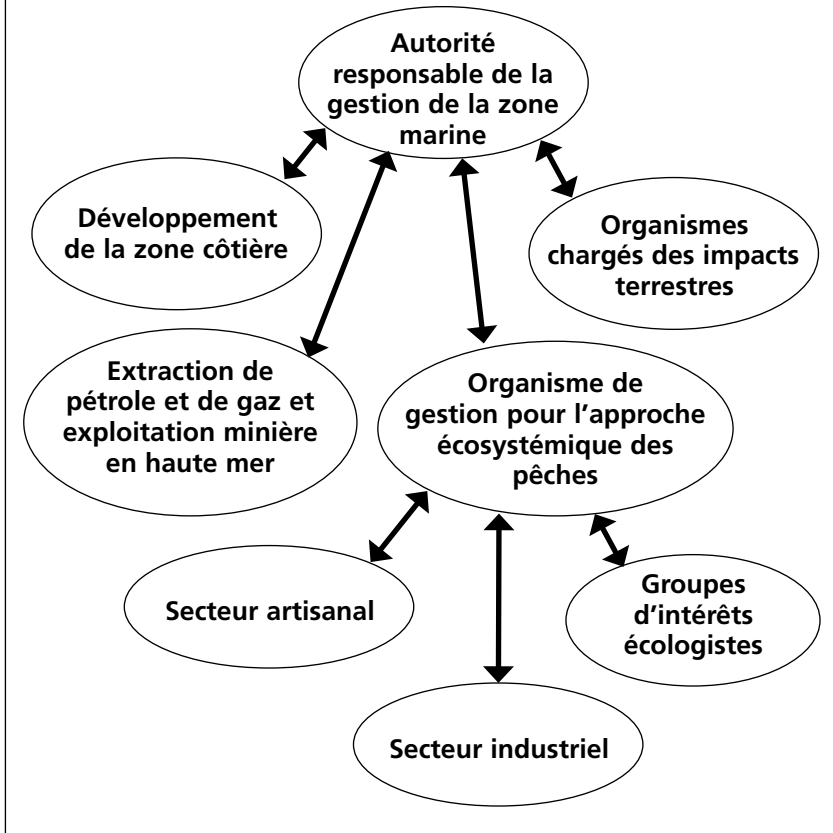 Autorité
responsable de la
gestion de la zone
marine
Développement
de la zone côtière
Organismes
chargés des impacts
terrestres
Extraction de
pétrole et de gaz et
exploitation minière
en haute mer
Organisme de
gestion pour l'approche
écosystémique des
pêches
Secteur artisanal
Groupes
d'intérêts
écologistes
Secteur industriel